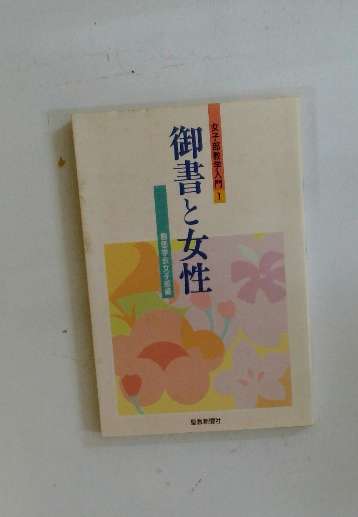 女子部教学入門 1
御書と女性
創価学会女子部編
聖教新聞社